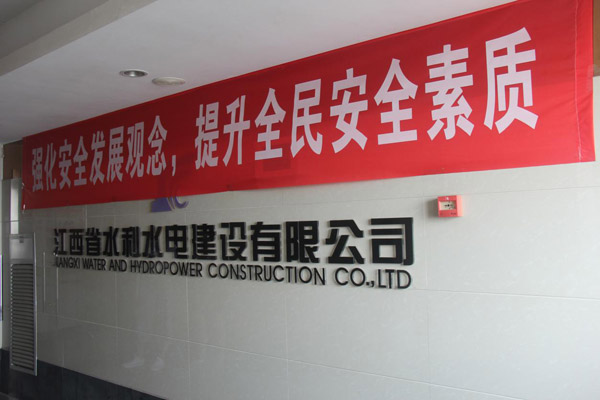 强化安全发展观念，提升全民安全素质
江西省水利水电建设有限公司
JIANGXI WATER AND HYDROPOWER CONSTRUCTION CO.,LTD